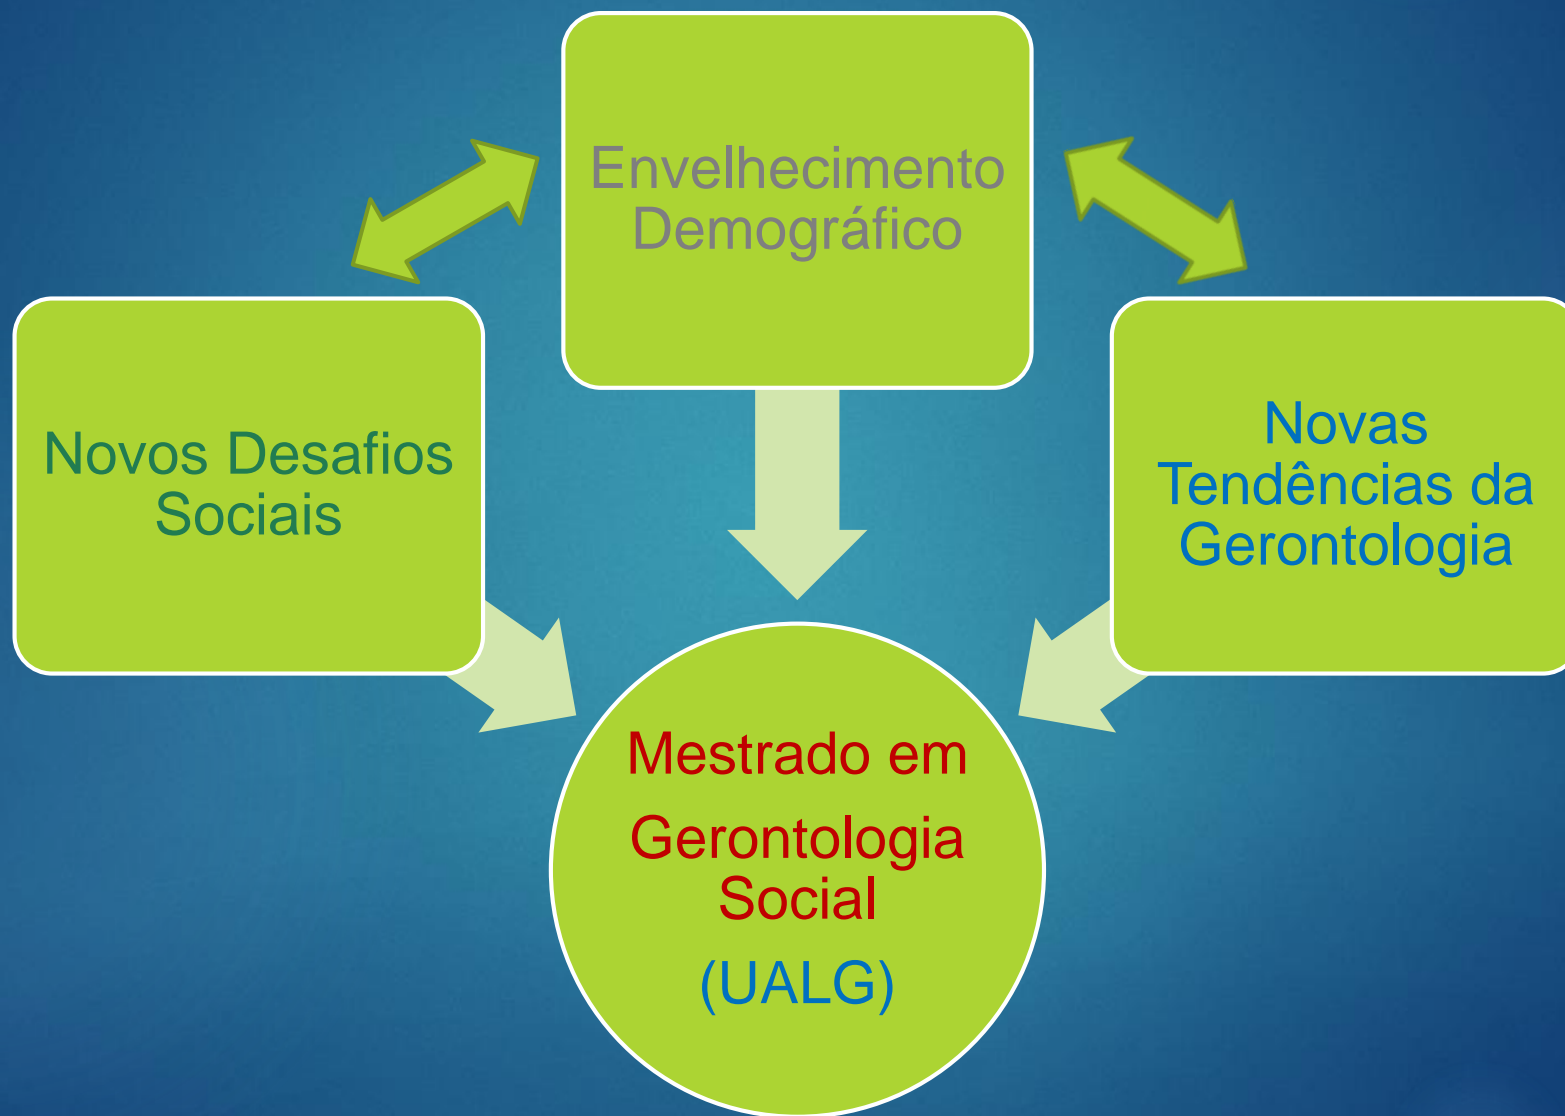 Envelhecimento
Demográfico
Novos Desafios
Sociais
Novas
Tendências da
Gerontologia
Mestrado em
Gerontologia
Social
(UALG)